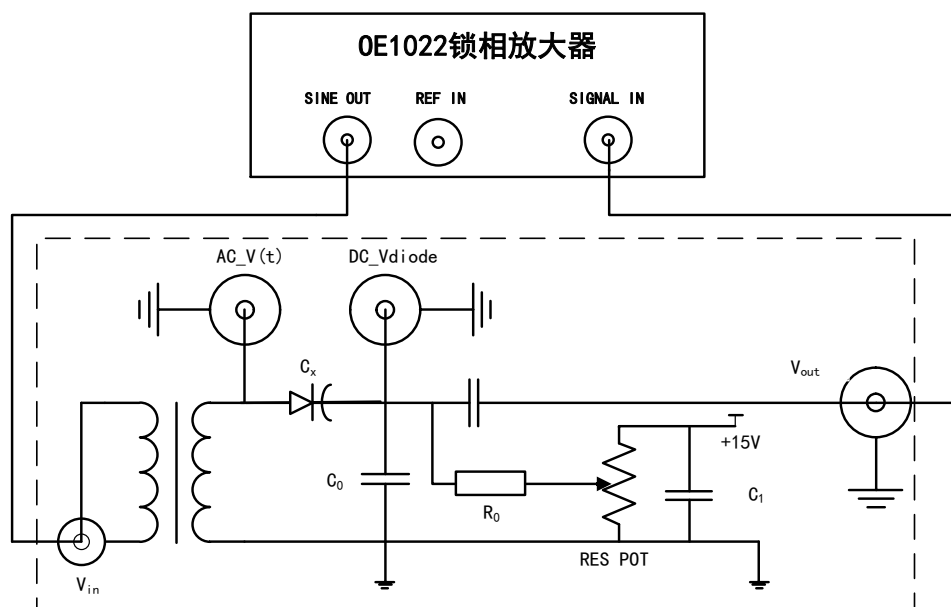 OE1022锁相放大器
SINE OUT
REF IN
SIGNAL IN
AC_V(t)
DC_Vdiode
Cx
Vout
+15V
C0
R0
C1
RES POT
Vin